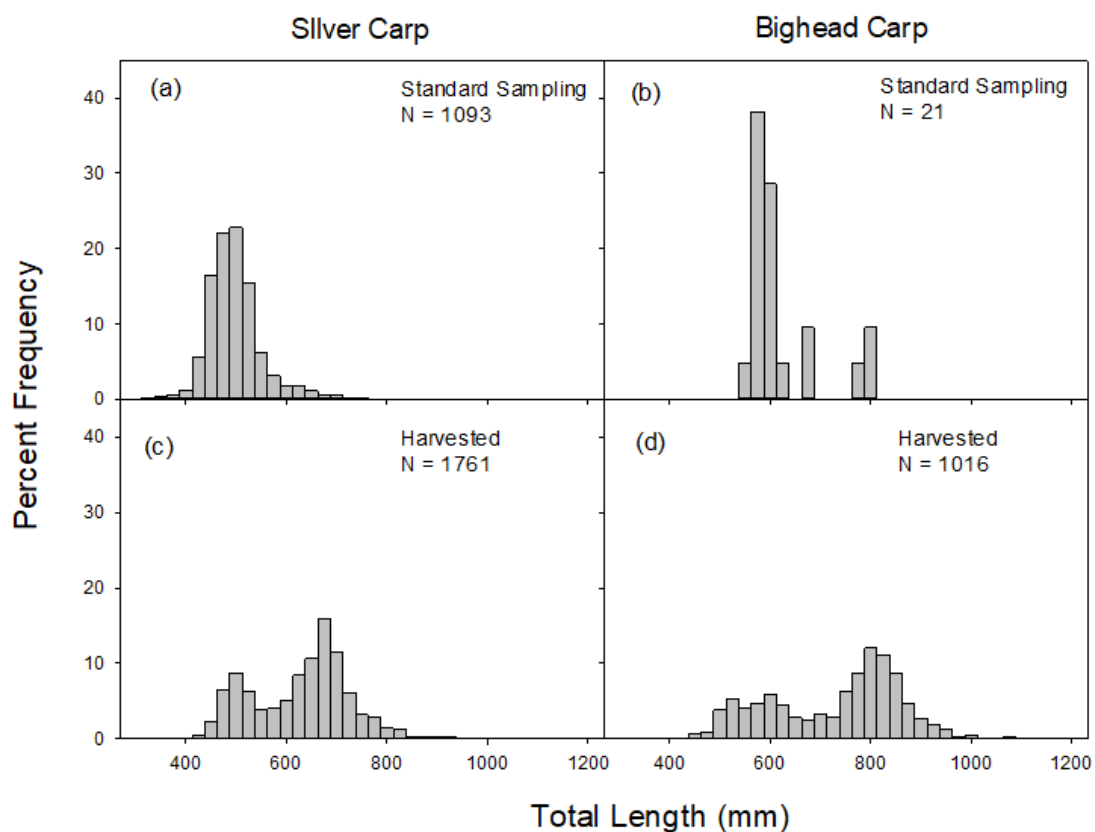 SIlver Carp
Bighead Carp
(a)
Standard Sampling
N = 1093
(b)
Standard Sampling
N = 21
40
30
20
10
0
(c)
Harvested
N = 1761
(d)
Harvested
N = 1016
40
30
20
10
0
400 600 800 1000 1200
400 600 800 1000 1200
Percent Frequency
Total Length (mm)